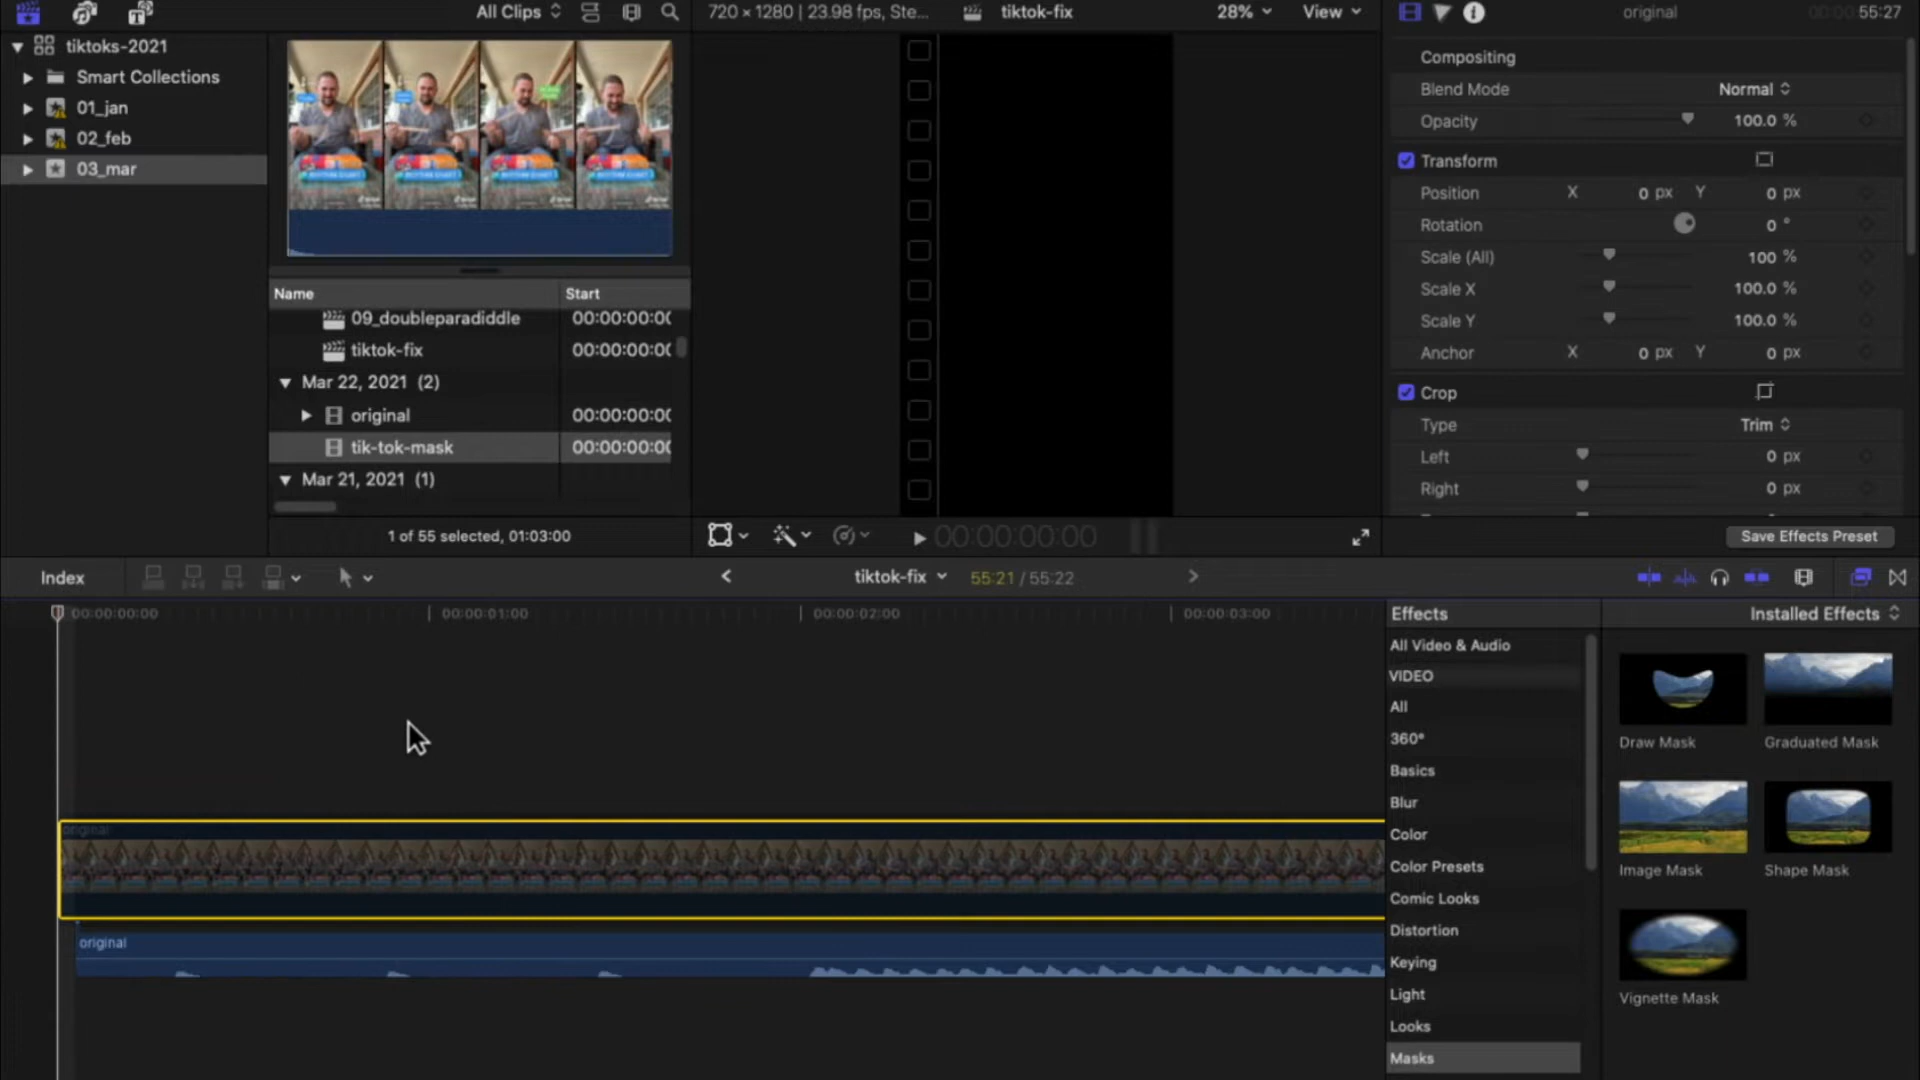 All Clips
720 × 1280 | 23.98 fps, Ste...
tiktok-fix
28%
View
original
55:27
tiktoks-2021
Smart Collections
01_jan
02_feb
03_mar
Name
Start
09_doubleparadiddle
00:00:00:0(
tiktok-fix
00:00:00:0(
Mar 22, 2021 (2)
original
00:00:00:0(
tik-tok-mask
00:00:00:0(
Mar 21, 2021 (1)
1 of 55 selected, 01:03:00
00:00:00:00
Compositing
Blend Mode
Normal
Opacity
100.0 %
Transform
Position
X
0 px
Y
0 px
Rotation
0 °
Scale (All)
100 %
Scale X
100.0 %
Scale Y
100.0 %
Anchor
X
0 px
Y
0 px
Crop
Type
Trim
Left
0 px
Right
0 px
Save Effects Preset
Index
tiktok-fix
55:21 / 55:22
00:00:00:00
00:00:01:00
00:00:02:00
00:00:03:00
original
original
Effects
Installed Effects
All Video & Audio
VIDEO
All
360°
Basics
Blur
Color
Color Presets
Comic Looks
Distortion
Keying
Light
Looks
Masks
Draw Mask
Graduated Mask
Image Mask
Shape Mask
Vignette Mask